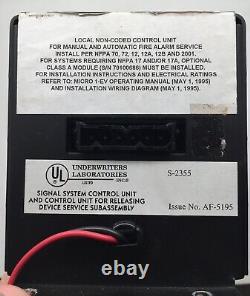 LOCAL NON-CODED CONTROL UNIT
FOR MANUAL AND AUTOMATIC FIRE ALARM SERVICE
INSTALL PER NFPA 70, 72, 12, 12A, 12B AND 2001.
FOR SYSTEMS REQUIRING NFPA 17 AND/OR 17A, OPTIONAL
CLASS A MODULE (S/N 70600686) MUST BE INSTALLED.
FOR INSTALLATION INSTRUCTIONS AND ELECTRICAL RATINGS
REFER TO: MICRO 1-EV OPERATING MANUAL (MAY 1, 1995)
AND INSTALLATION WIRING DIAGRAM (MAY 1, 1995).
UL
LISTED
UNDERWRITERS
LABORATORIES
INC®
S-2355
SIGNAL SYSTEM CONTROL UNIT
AND CONTROL UNIT FOR RELEASING
DEVICE SERVICE SUBASSEMBLY
Issue No. AF-5195